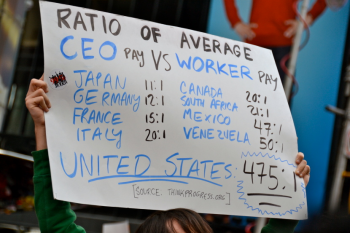 RATIO OF AVERAGE
CEO PAY VS WORKER PAY
JAPAN 11:1
GERMANY 12:1
FRANCE 15:1
ITALY 20:1
CANADA 20:1
SOUTH AFRICA 21:1
MEXICO 47:1
VENEZUELA 50:1
UNITED STATES: 475:1
[SOURCE: THINKPROGRESS.ORG]